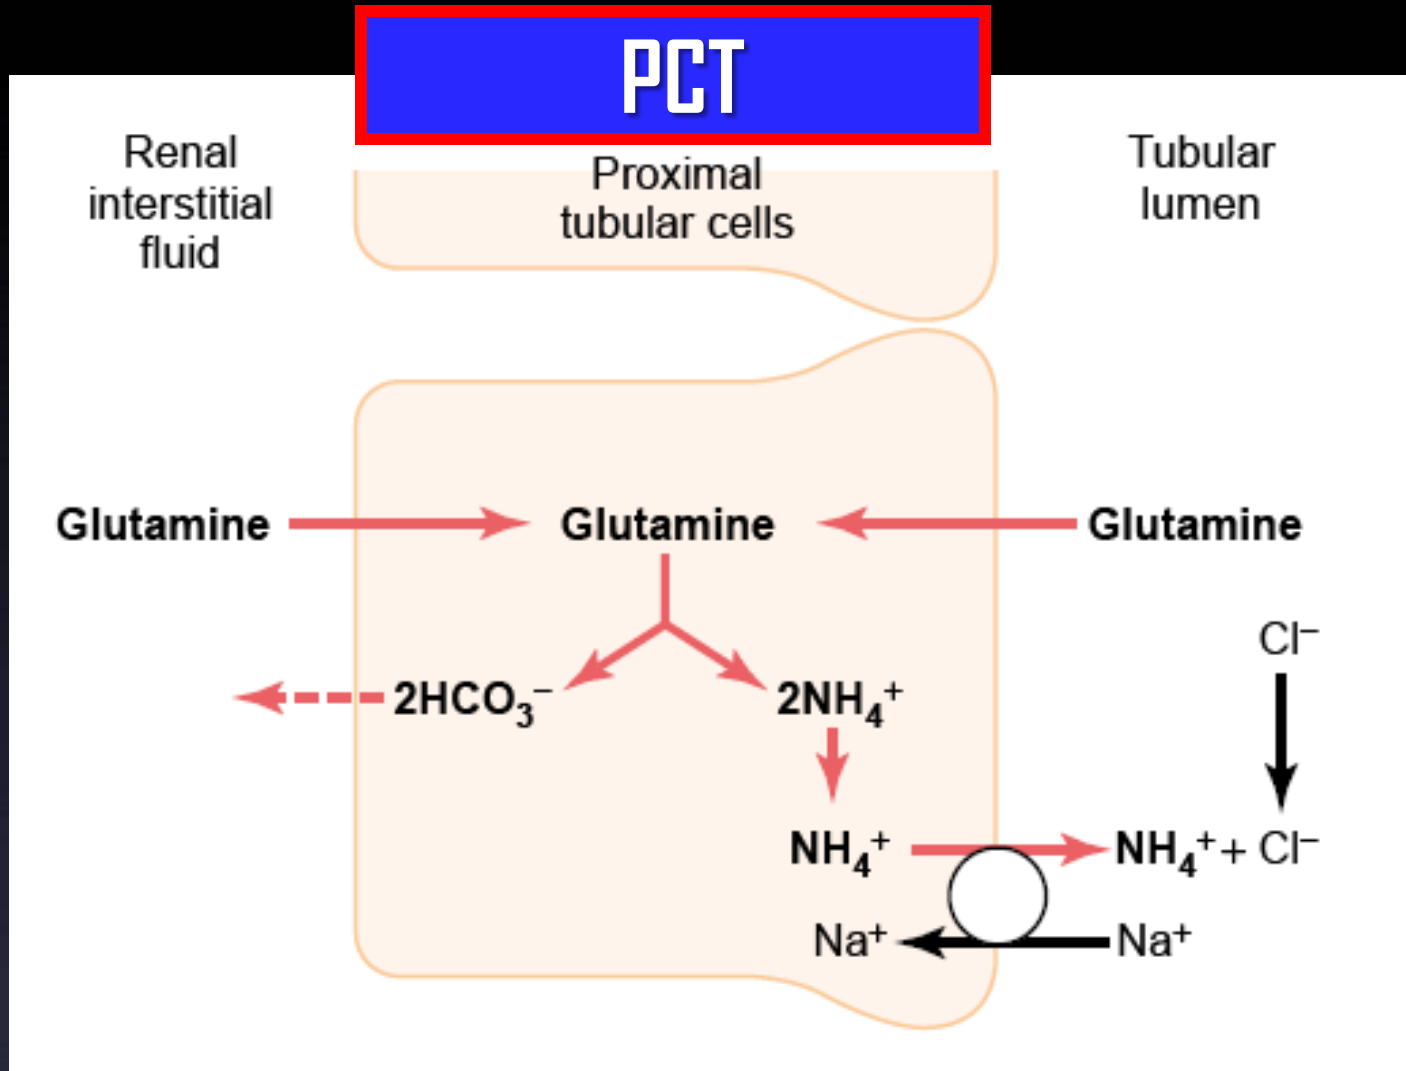 PCT
Renal
interstitial
fluid
Proximal
tubular cells
Tubular
lumen
Glutamine
Glutamine
Glutamine
Cl⁻
2HCO₃⁻
2NH₄⁺
NH₄⁺
NH₄⁺ + Cl⁻
Na⁺
Na⁺